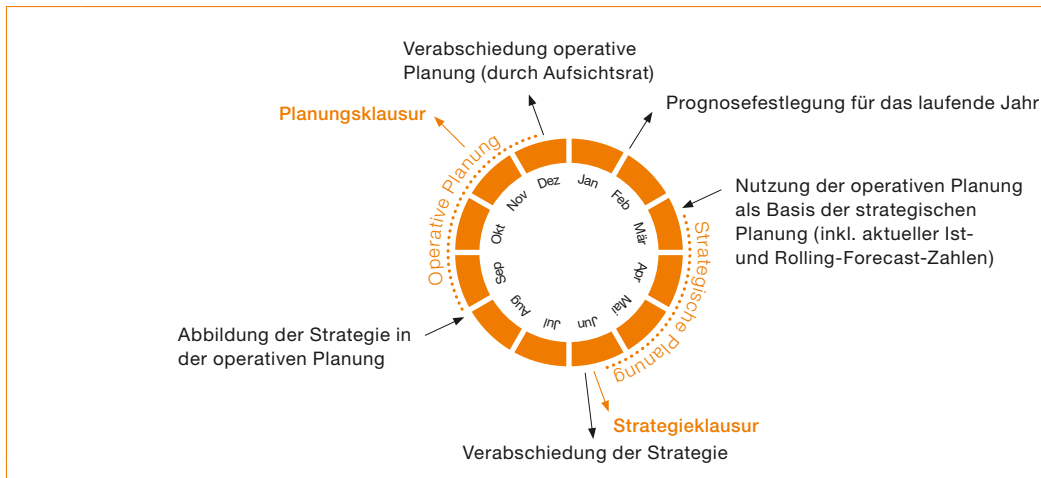 Verabschiedung operative
Planung (durch Aufsichtsrat)
Planungsklausur
Prognosefestlegung für das laufende Jahr
Operative Planung
Dez
Jan
Nov
Feb
Okt
Mär
Sep
Apr
Aug
Mai
Jul
Jun
Strategische Planung
Nutzung der operativen Planung
als Basis der strategischen
Planung (inkl. aktueller Ist-
und Rolling-Forecast-Zahlen)
Abbildung der Strategie in
der operativen Planung
Strategieklausur
Verabschiedung der Strategie